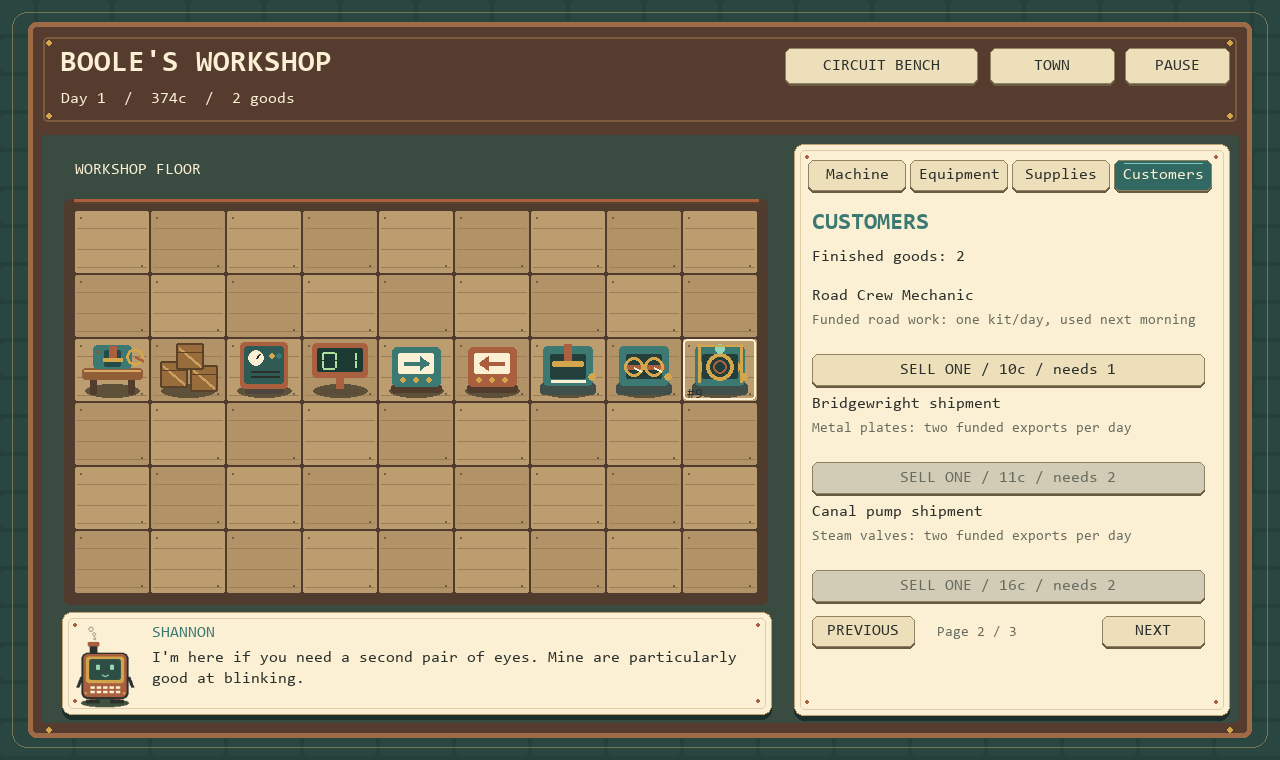 BOOLE'S WORKSHOP
Day 1 / 374c / 2 goods
CIRCUIT BENCH
TOWN
PAUSE
WORKSHOP FLOOR
0 1
#9
SHANNON
I'm here if you need a second pair of eyes. Mine are particularly
good at blinking.
Machine
Equipment
Supplies
Customers
CUSTOMERS
Finished goods: 2
Road Crew Mechanic
Funded road work: one kit/day, used next morning
SELL ONE / 10c / needs 1
Bridgewright shipment
Metal plates: two funded exports per day
SELL ONE / 11c / needs 2
Canal pump shipment
Steam valves: two funded exports per day
SELL ONE / 16c / needs 2
PREVIOUS
Page 2 / 3
NEXT